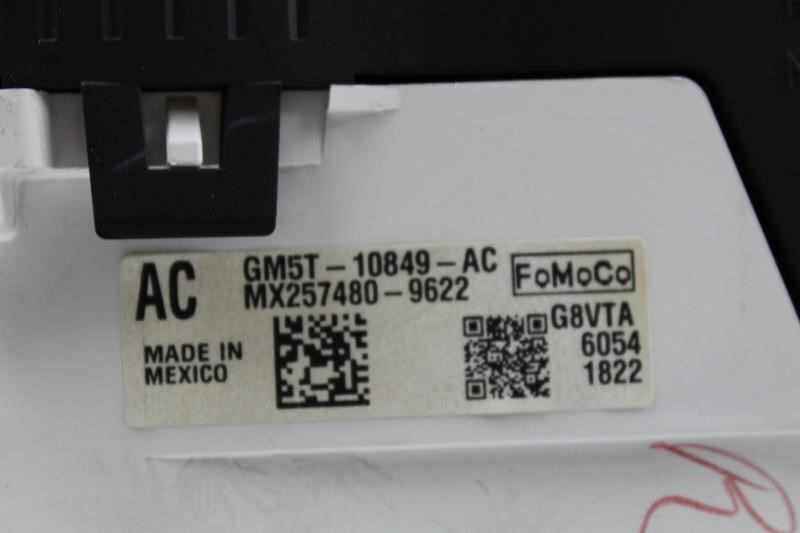 AC
GM5T-10849-AC
MX257480-9622
FoMoCo
MADE IN
MEXICO
G8VTA
6054
1822